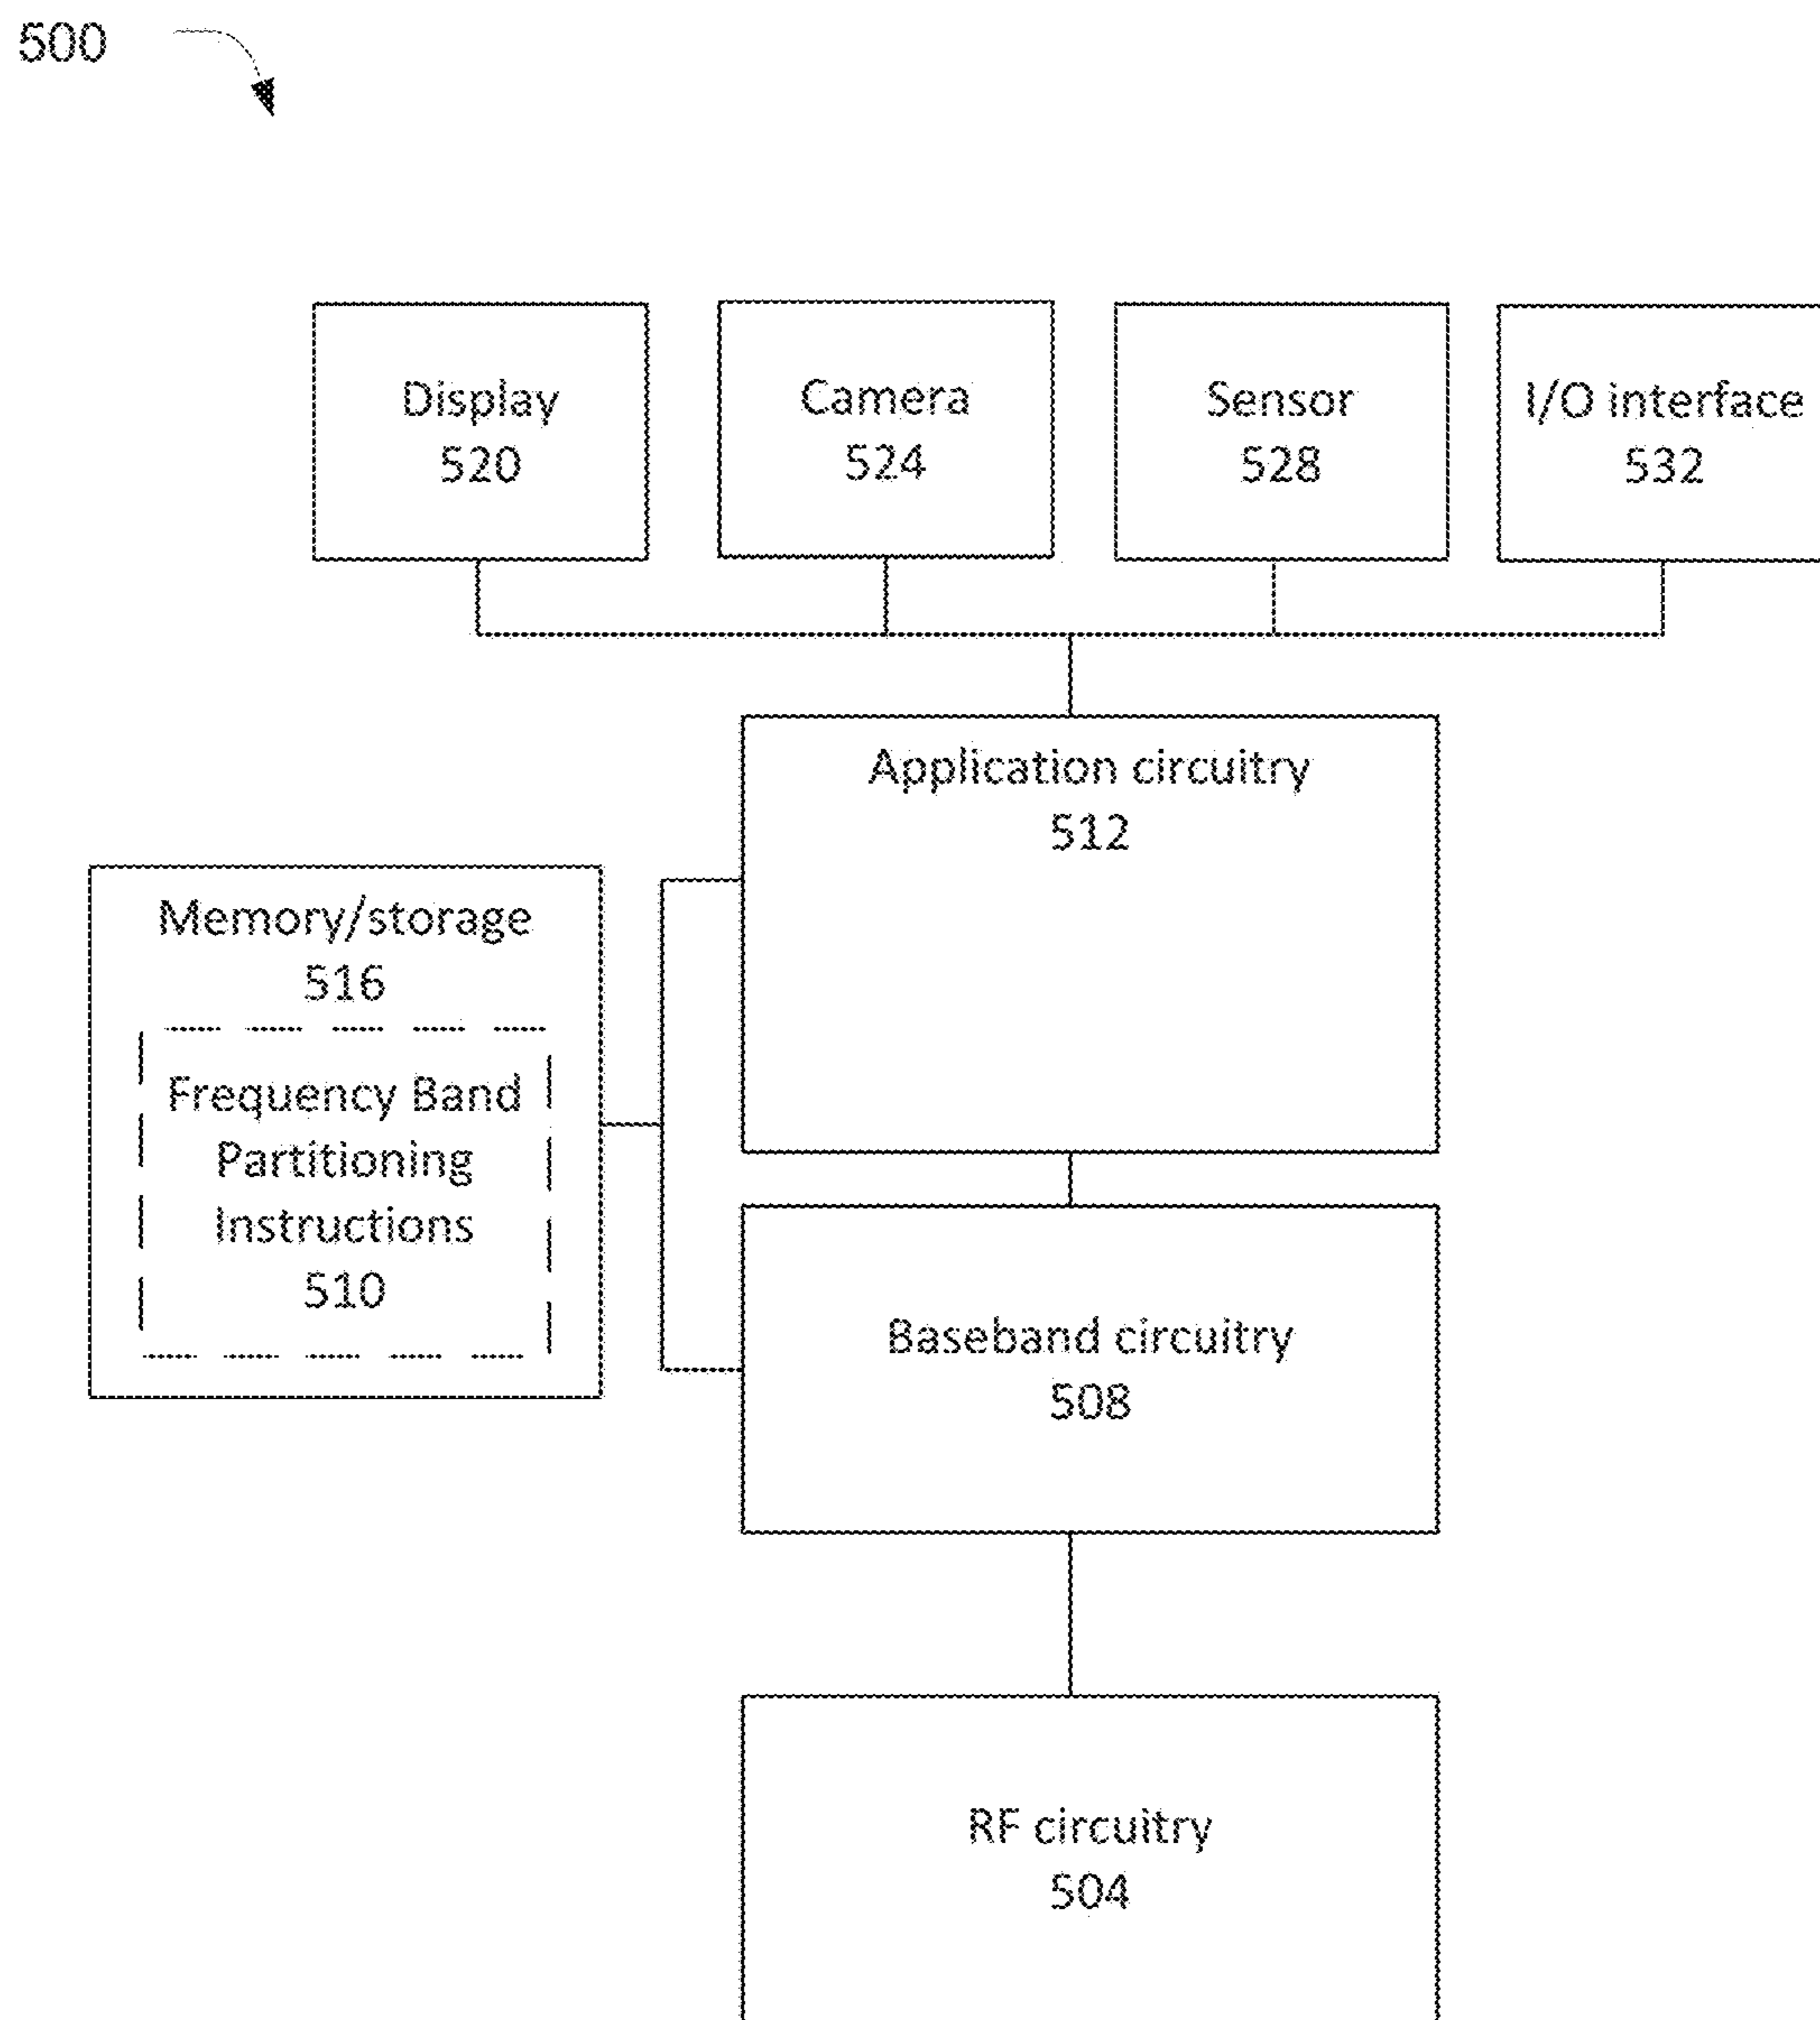 500
Display
520
Camera
524
Sensor
528
I/O interface
532
Application circuitry
512
Memory/storage
516
Frequency Band
Partitioning
Instructions
510
Baseband circuitry
508
RF circuitry
504